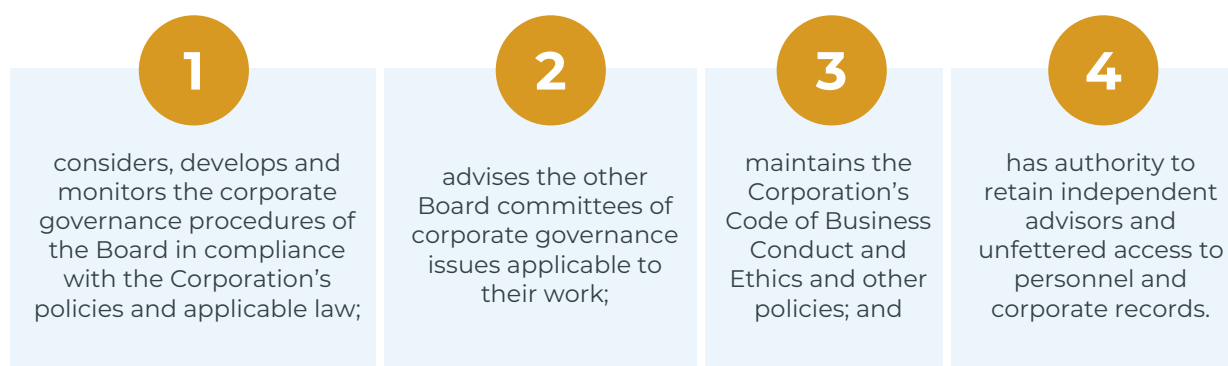 1
considers, develops and
monitors the corporate
governance procedures of
the Board in compliance
with the Corporation’s
policies and applicable law;
2
advises the other
Board committees of
corporate governance
issues applicable to
their work;
3
maintains the
Corporation’s
Code of Business
Conduct and
Ethics and other
policies; and
4
has authority to
retain independent
advisors and
unfettered access to
personnel and
corporate records.